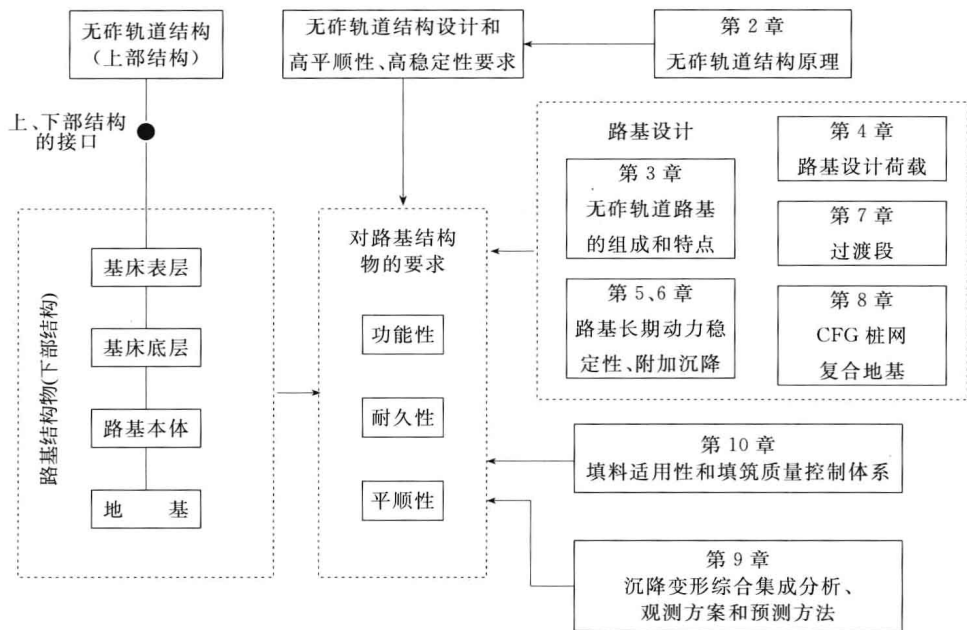 无砟轨道结构
（上部结构）
上、下部结构
的接口
路基结构物(下部结构)
基床表层
基床底层
路基本体
地 基
无砟轨道结构设计和
高平顺性、高稳定性要求
对路基结构
物的要求
功能性
耐久性
平顺性
第 2 章
无砟轨道结构原理
路基设计
第 3 章
无砟轨道路基
的组成和特点
第 5、6 章
路基长期动力稳
定性、附加沉降
第 4 章
路基设计荷载
第 7 章
过渡段
第 8 章
CFG 桩网
复合地基
第 10 章
填料适用性和填筑质量控制体系
第 9 章
沉降变形综合集成分析、
观测方案和预测方法